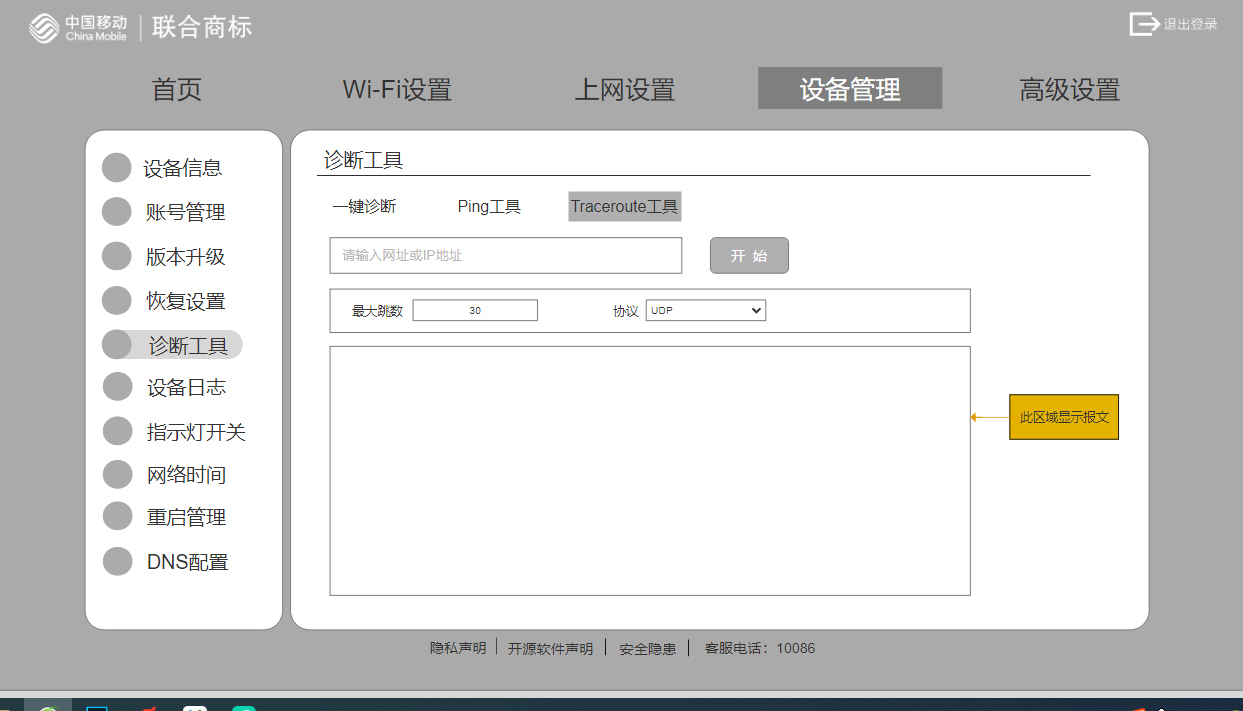 中国移动
China Mobile
联合商标
退出登录
首页
Wi-Fi设置
上网设置
设备管理
高级设置
设备信息
账号管理
版本升级
恢复设置
诊断工具
设备日志
指示灯开关
网络时间
重启管理
DNS配置
诊断工具
一键诊断
Ping工具
Traceroute工具
请输入网址或IP地址
开 始
最大跳数
30
协议
UDP
此区域显示报文
隐私声明
开源软件声明
安全隐患
客服电话：10086